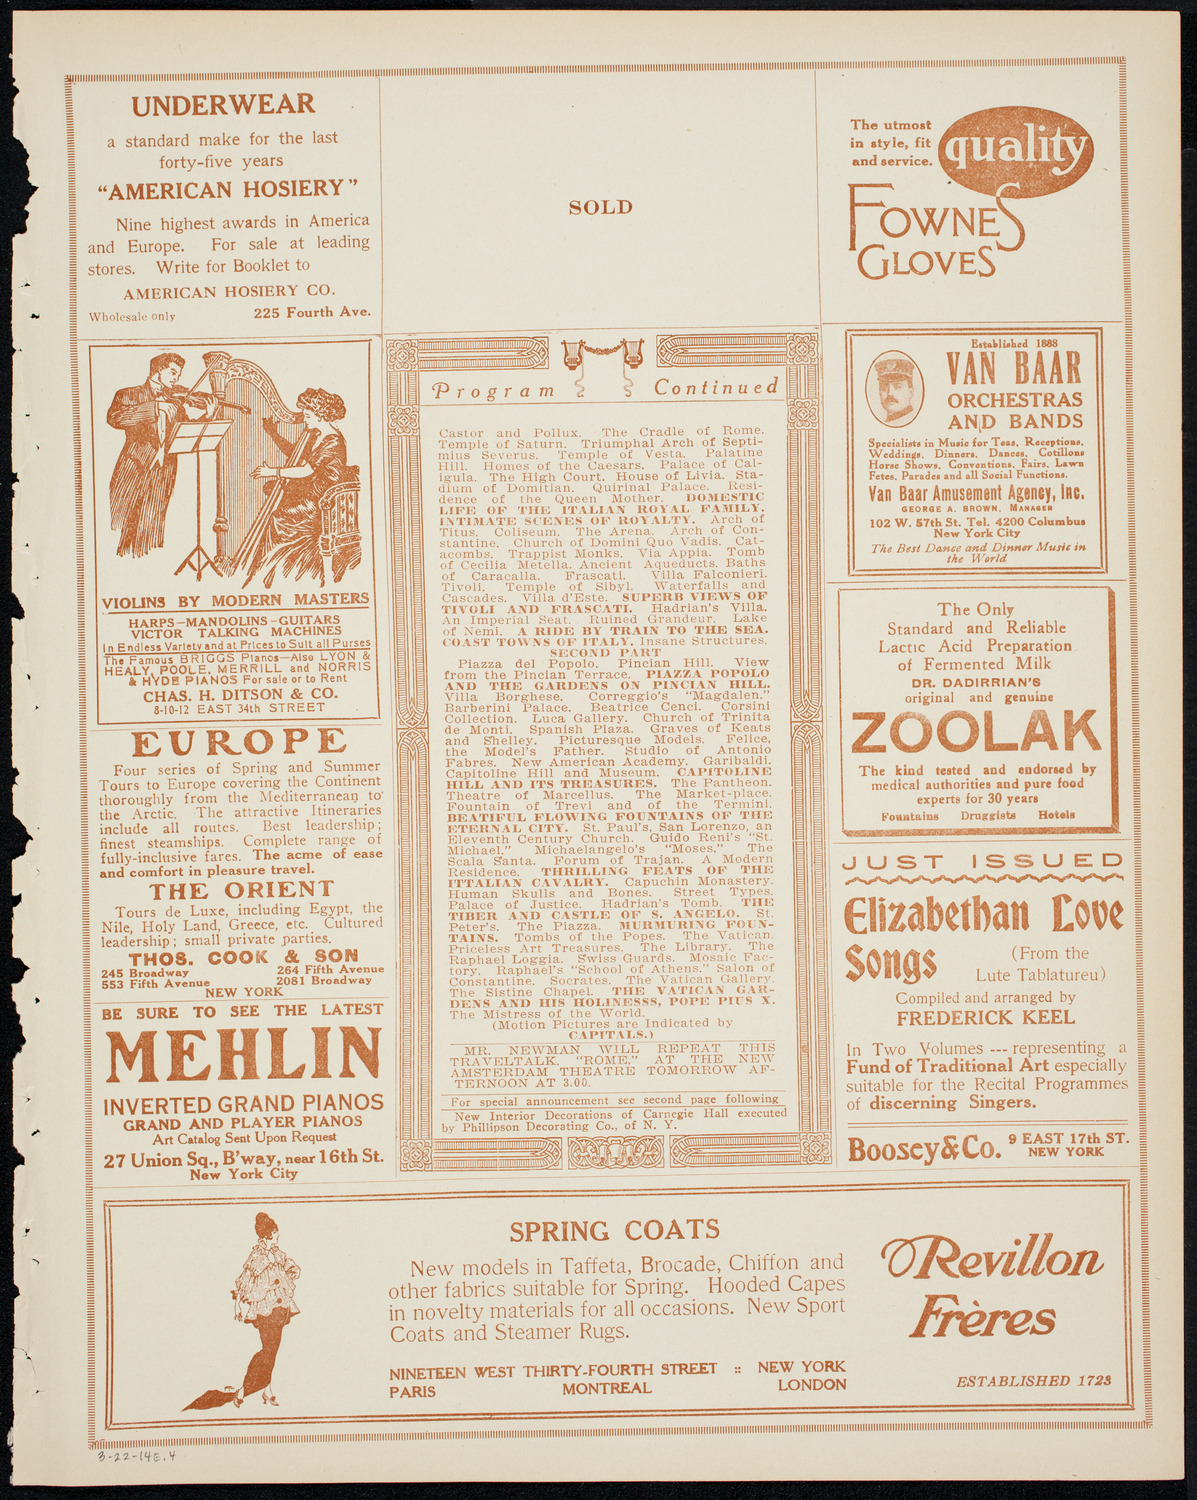 UNDERWEAR
a standard make for the last
forty-five years
“AMERICAN HOSIERY”
Nine highest awards in America
and Europe. For sale at leading
stores. Write for Booklet to
AMERICAN HOSIERY CO.
Wholesale only 225 Fourth Ave.
VIOLINS BY MODERN MASTERS
HARPS—MANDOLINS—GUITARS
VICTOR TALKING MACHINES
In Endless Variety and at Prices to Suit all Purses
The Famous BRIGGS Pianos—Also LYON &
HEALY, POOLE, MERRILL and NORRIS
& HYDE PIANOS For sale or to Rent
CHAS. H. DITSON & CO.
8-10-12 EAST 34th STREET
EUROPE
Four series of Spring and Summer
Tours to Europe covering the Continent
thoroughly from the Mediterranean to
the Arctic. The attractive Itineraries
include all routes. Best leadership;
finest steamships. Complete range of
fully-inclusive fares. The acme of ease
and comfort in pleasure travel.
THE ORIENT
Tours de Luxe, including Egypt, the
Nile, Holy Land, Greece, etc. Cultured
leadership; small private parties.
THOS. COOK & SON
245 Broadway 264 Fifth Avenue
553 Fifth Avenue 2081 Broadway
NEW YORK
BE SURE TO SEE THE LATEST
MEHLIN
INVERTED GRAND PIANOS
GRAND AND PLAYER PIANOS
Art Catalog Sent Upon Request
27 Union Sq., B’way, near 16th St.
New York City
SOLD
Program Continued
Castor and Pollux. The Cradle of Rome.
Temple of Saturn. Triumphal Arch of Septi-
mius Severus. Temple of Vesta. Palatine
Hill. Homes of the Caesars. Palace of Cal-
igula. The High Court. House of Livia. Sta-
dium of Domitian. Quirinal Palace. Resi-
dence of the Queen Mother. DOMESTIC
LIFE OF THE ITALIAN ROYAL FAMILY.
INTIMATE SCENES OF ROYALTY. Arch of
Titus. Coliseum. The Arena. Arch of Con-
stantine. Church of Domini Quo Vadis. Cat-
acombs. Trappist Monks. Via Appia. Tomb
of Cecilia Metella. Ancient Aqueducts. Baths
of Caracalla. Frascati. Villa Falconieri.
Tivoli. Temple of Sibyl. Waterfalls and
Cascades. Villa d’Este. SUPERB VIEWS OF
TIVOLI AND FRASCATI. Hadrian’s Villa.
An Imperial Seat. Ruined Grandeur. Lake
of Nemi. A RIDE BY TRAIN TO THE SEA.
COAST TOWNS OF ITALY. Insane Structures.
SECOND PART
Piazza del Popolo. Pincian Hill. View
from the Pincian Terrace. PIAZZA POPOLO
AND THE GARDENS ON PINCIAN HILL.
Villa Borghese. Correggio’s “Magdalen.”
Barberini Palace. Beatrice Cenci. Corsini
Collection. Luca Gallery. Church of Trinita
de Monti. Spanish Plaza. Graves of Keats
and Shelley. Picturesque Models. Felice,
the Model’s Father. Studio of Antonio
Fabres. New American Academy. Garibaldi.
Capitoline Hill and Museum. CAPITOLINE
HILL AND ITS TREASURES. The Pantheon.
Theatre of Marcellus. The Market-place.
Fountain of Trevi and of the Termini.
BEATIFUL FLOWING FOUNTAINS OF THE
ETERNAL CITY. St. Paul’s, San Lorenzo, an
Eleventh Century Church. Guido Reni’s “St.
Michael.” Michaelangelo’s “Moses.” The
Scala Santa. Forum of Trajan. A Modern
Residence. THRILLING FEATS OF THE
ITTALIAN CAVALRY. Capuchin Monastery.
Human Skulls and Bones. Street Types.
Palace of Justice. Hadrian’s Tomb. THE
TIBER AND CASTLE OF S. ANGELO. St.
Peter’s. The Piazza. MURMURING FOUN-
TAINS. Tombs of the Popes. The Vatican.
Priceless Art Treasures. The Library. The
Raphael Loggia. Swiss Guards. Mosaic Fac-
tory. Raphael’s “School of Athens.” Salon of
Constantine. Socrates. The Vatican Gallery.
The Sistine Chapel. THE VATICAN GAR-
DENS AND HIS HOLINESSS, POPE PIUS X.
The Mistress of the World.
(Motion Pictures are Indicated by
CAPITALS.)
MR. NEWMAN WILL REPEAT THIS
TRAVELTALK, “ROME,” AT THE NEW
AMSTERDAM THEATRE TOMORROW AF-
TERNOON AT 3.00.
For special announcement see second page following
New Interior Decorations of Carnegie Hall executed
by Phillipson Decorating Co., of N. Y.
The utmost
in style, fit
and service.
quality
FOWNES
GLOVES
Established 1888
VAN BAAR
ORCHESTRAS
AND BANDS
Specialists in Music for Teas, Receptions,
Weddings, Dinners, Dances, Cotillons
Horse Shows, Conventions, Fairs, Lawn
Fetes, Parades and all Social Functions.
Van Baar Amusement Agency, Inc.
GEORGE A. BROWN, MANAGER
102 W. 57th St. Tel. 4200 Columbus
New York City
The Best Dance and Dinner Music in
the World
The Only
Standard and Reliable
Lactic Acid Preparation
of Fermented Milk
DR. DADIRRIAN’S
original and genuine
ZOOLAK
The kind tested and endorsed by
medical authorities and pure food
experts for 30 years
Fountains Druggists Hotels
JUST ISSUED
Elizabethan Love
Songs (From the
Lute Tablatureu)
Compiled and arranged by
FREDERICK KEEL
In Two Volumes --- representing a
Fund of Traditional Art especially
suitable for the Recital Programmes
of discerning Singers.
Boosey & Co. 9 EAST 17th ST.
NEW YORK
SPRING COATS
New models in Taffeta, Brocade, Chiffon and
other fabrics suitable for Spring. Hooded Capes
in novelty materials for all occasions. New Sport
Coats and Steamer Rugs.
NINETEEN WEST THIRTY-FOURTH STREET :: NEW YORK
PARIS MONTREAL LONDON
Revillon
Frères
ESTABLISHED 1723
3-22-14E.4